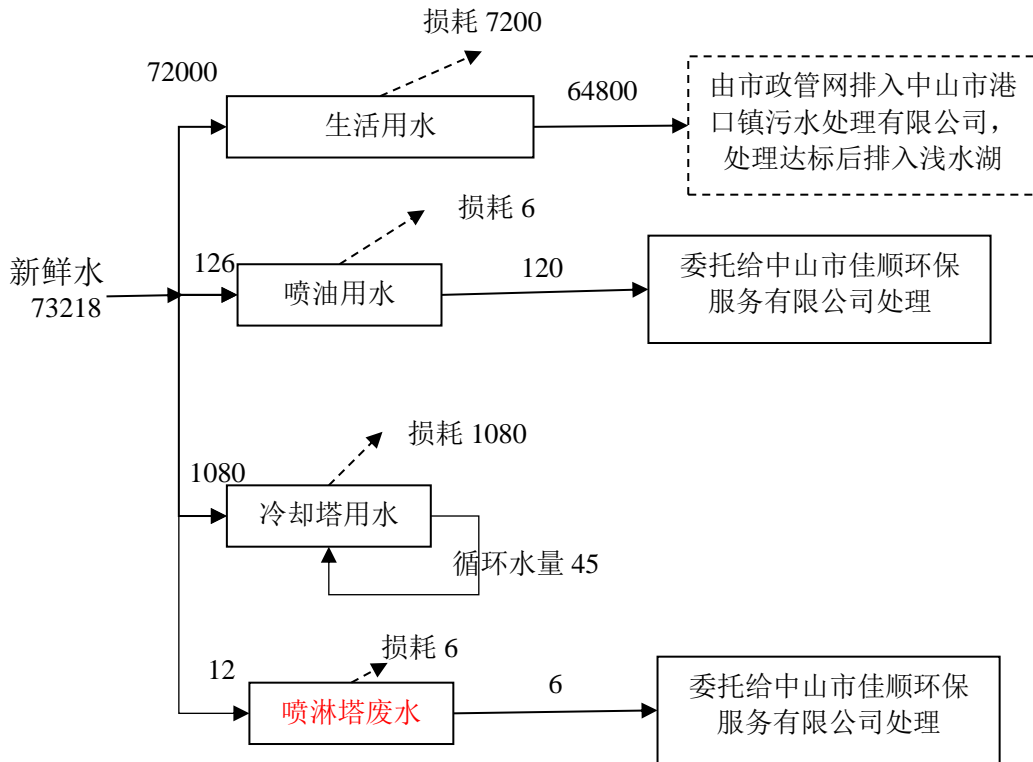 损耗 7200
72000
生活用水
64800
由市政管网排入中山市港
口镇污水处理有限公司，
处理达标后排入浅水湖
损耗 6
新鲜水
73218
126
喷油用水
120
委托给中山市佳顺环保
服务有限公司处理
损耗 1080
1080
冷却塔用水
循环水量 45
损耗 6
12
喷淋塔废水
6
委托给中山市佳顺环保
服务有限公司处理